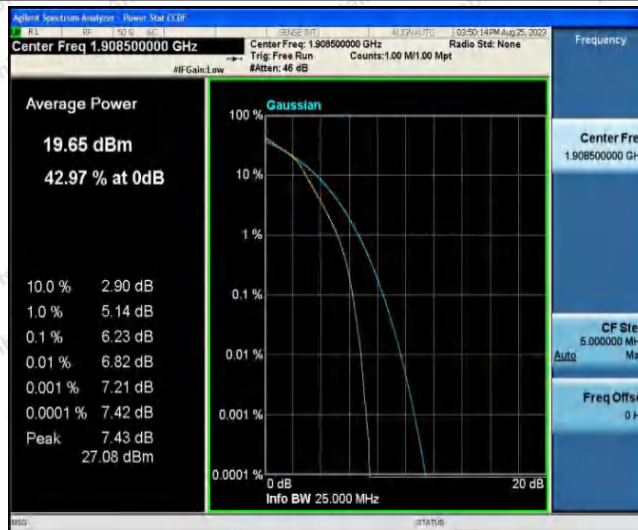 Agilent Spectrum Analyzer - Power Stat CCDF
RL RF 50 Ω AC SENSE:INT ALIGN AUTO 03:50:14 PM Aug 25, 2023
Center Freq 1.908500000 GHz
Center Freq: 1.908500000 GHz Radio Std: None
Trig: Free Run Counts:1.00 M/1.00 Mpt
#IFGain:Low #Atten: 46 dB
Frequency
Average Power
19.65 dBm
42.97 % at 0dB
10.0 % 2.90 dB
1.0 % 5.14 dB
0.1 % 6.23 dB
0.01 % 6.82 dB
0.001 % 7.21 dB
0.0001 % 7.42 dB
Peak 7.43 dB
27.08 dBm
Gaussian
100 %
10 %
1 %
0.1 %
0.01 %
0.001 %
0.0001 %
0 dB 20 dB
Info BW 25.000 MHz
Center Fre
1.908500000 GH
CF Ste
5.000000 MH
Auto Ma
Freq Offse
0 H
MSG STATUS